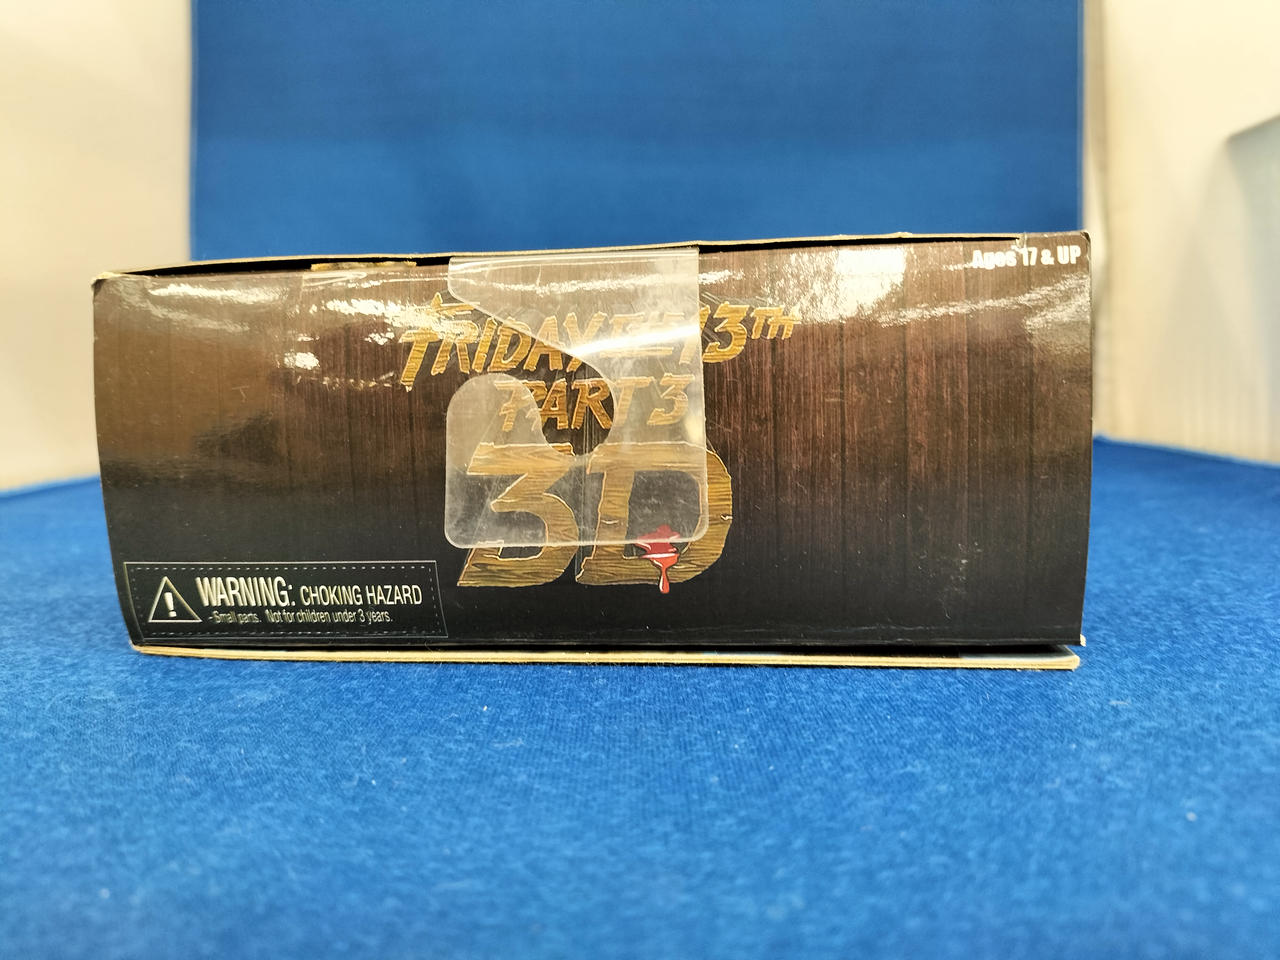 Ages 17 & UP
FRIDAY THE 13TH
PART 3
3D
WARNING: CHOKING HAZARD
-Small parts. Not for children under 3 years.